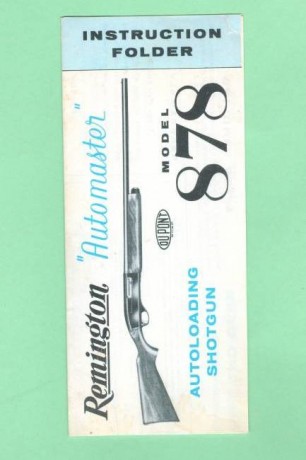 INSTRUCTION
FOLDER
Remington "Automaster"
DU PONT
MODEL
878
AUTOLOADING
SHOTGUN